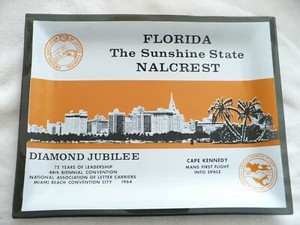 FLORIDA
The Sunshine State
NALCREST
DIAMOND JUBILEE
75 YEARS OF LEADERSHIP
44th BIENNIAL CONVENTION
NATIONAL ASSOCIATION OF LETTER CARRIERS
MIAMI BEACH CONVENTION CITY 1964
CAPE KENNEDY
MANS FIRST FLIGHT
INTO SPACE